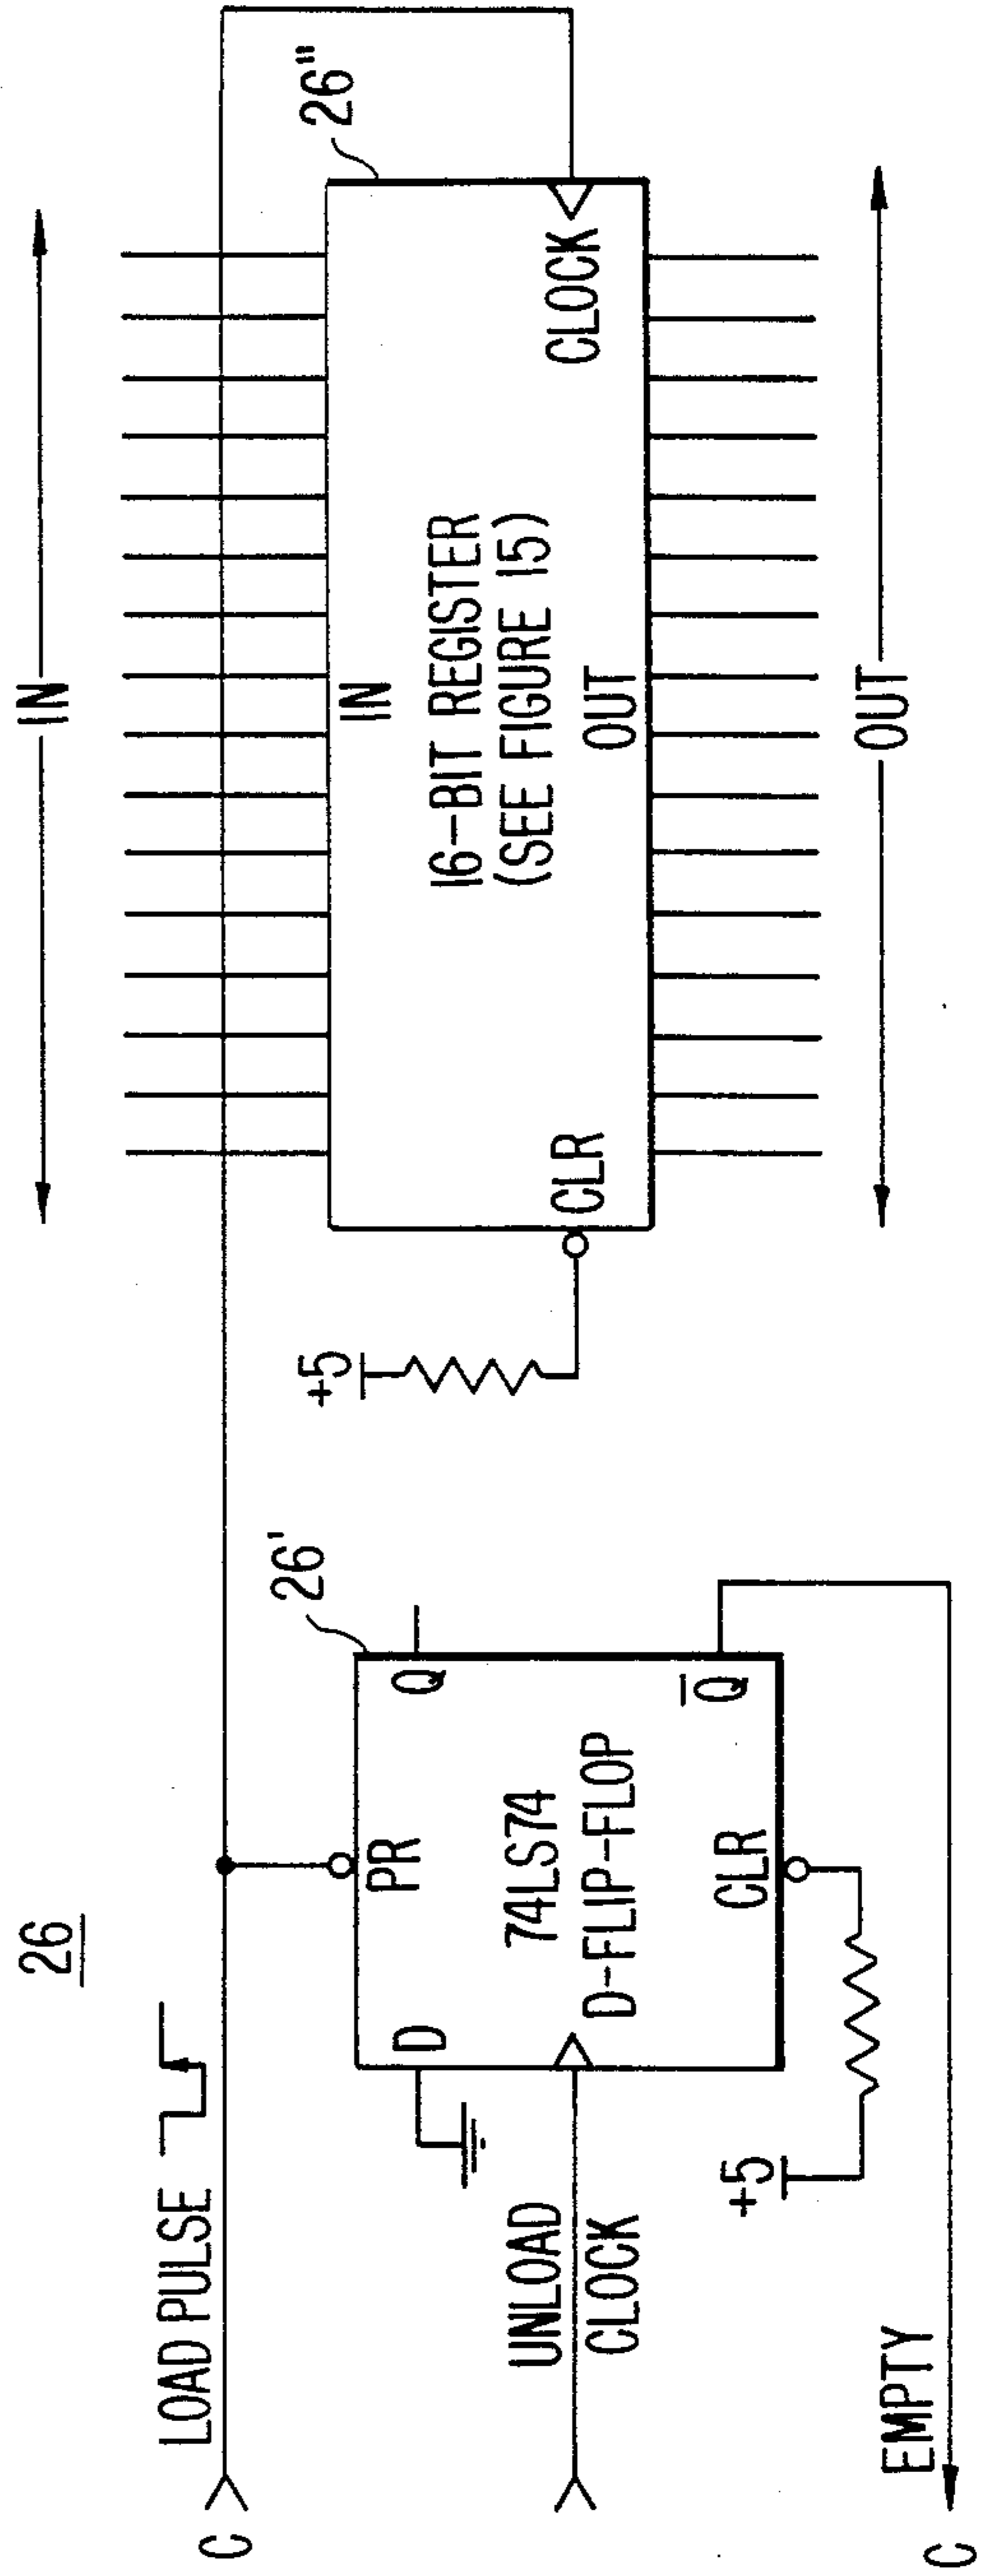 26
C
LOAD PULSE
D
PR
Q
26'
74LS74
D-FLIP-FLOP
UNLOAD
CLOCK
CLR
Q̅
+5
EMPTY
C
IN
26"
IN
16-BIT REGISTER
(SEE FIGURE 15)
CLR
CLOCK
OUT
+5
OUT